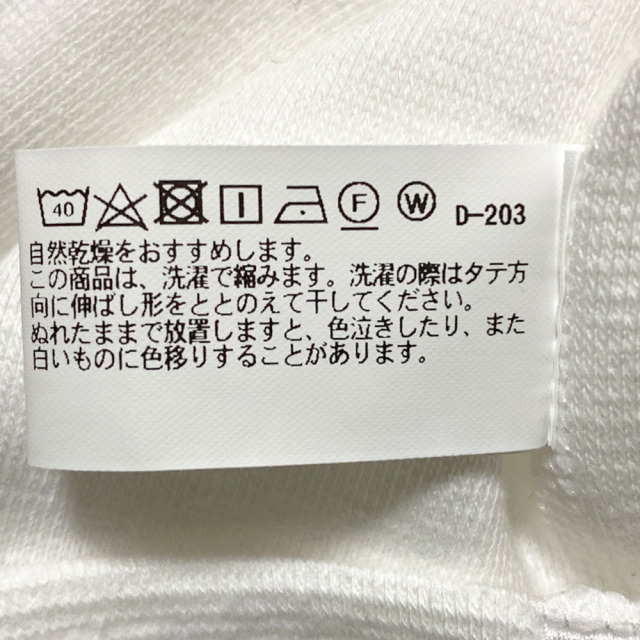 40 F W D-203
自然乾燥をおすすめします。
この商品は、洗濯で縮みます。洗濯の際はタテ方
向に伸ばし形をととのえて干してください。
ぬれたままで放置しますと、色泣きしたり、また
白いものに色移りすることがあります。